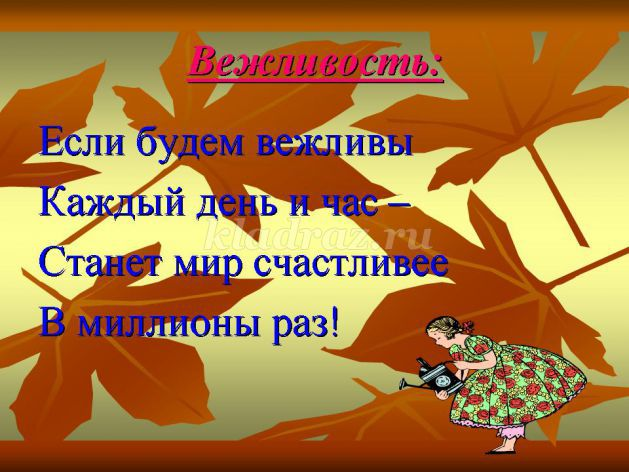 Вежливость:
Если будем вежливы
Каждый день и час –
kladraz.ru
Станет мир счастливее
В миллионы раз!